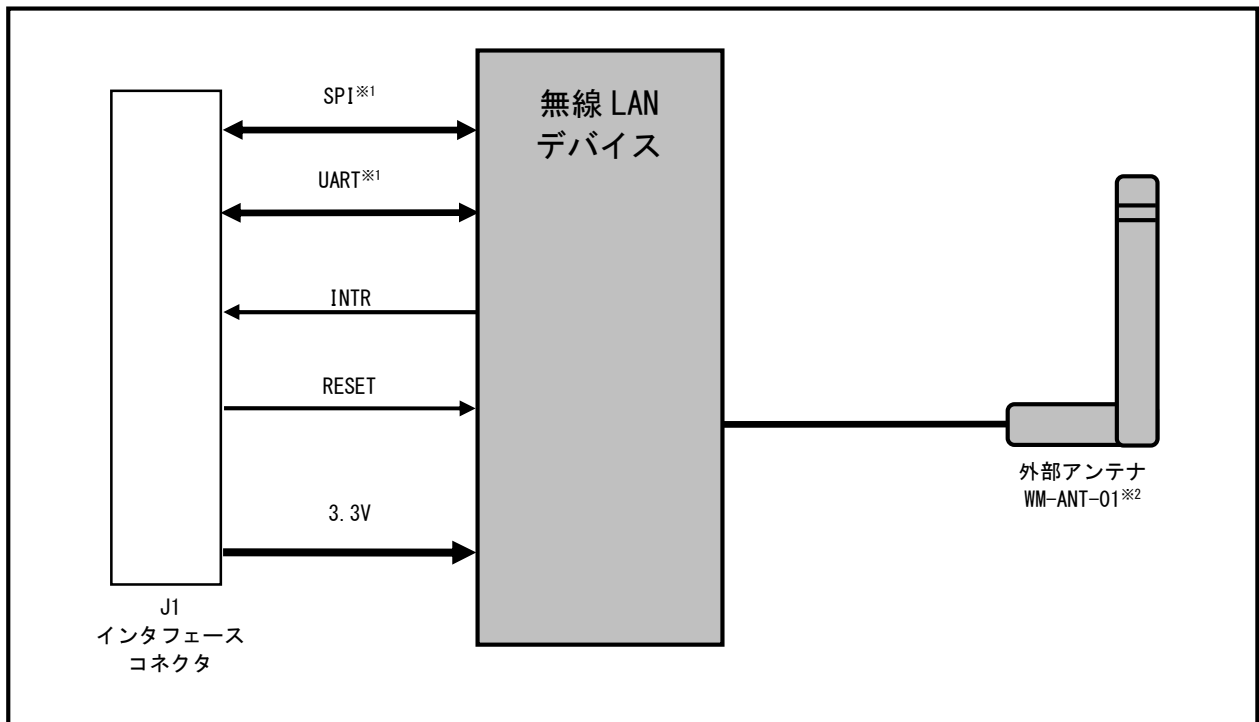 SPI※1
UART※1
INTR
RESET
3.3V
J1
インタフェース
コネクタ
無線 LAN
デバイス
外部アンテナ
WM-ANT-01※2